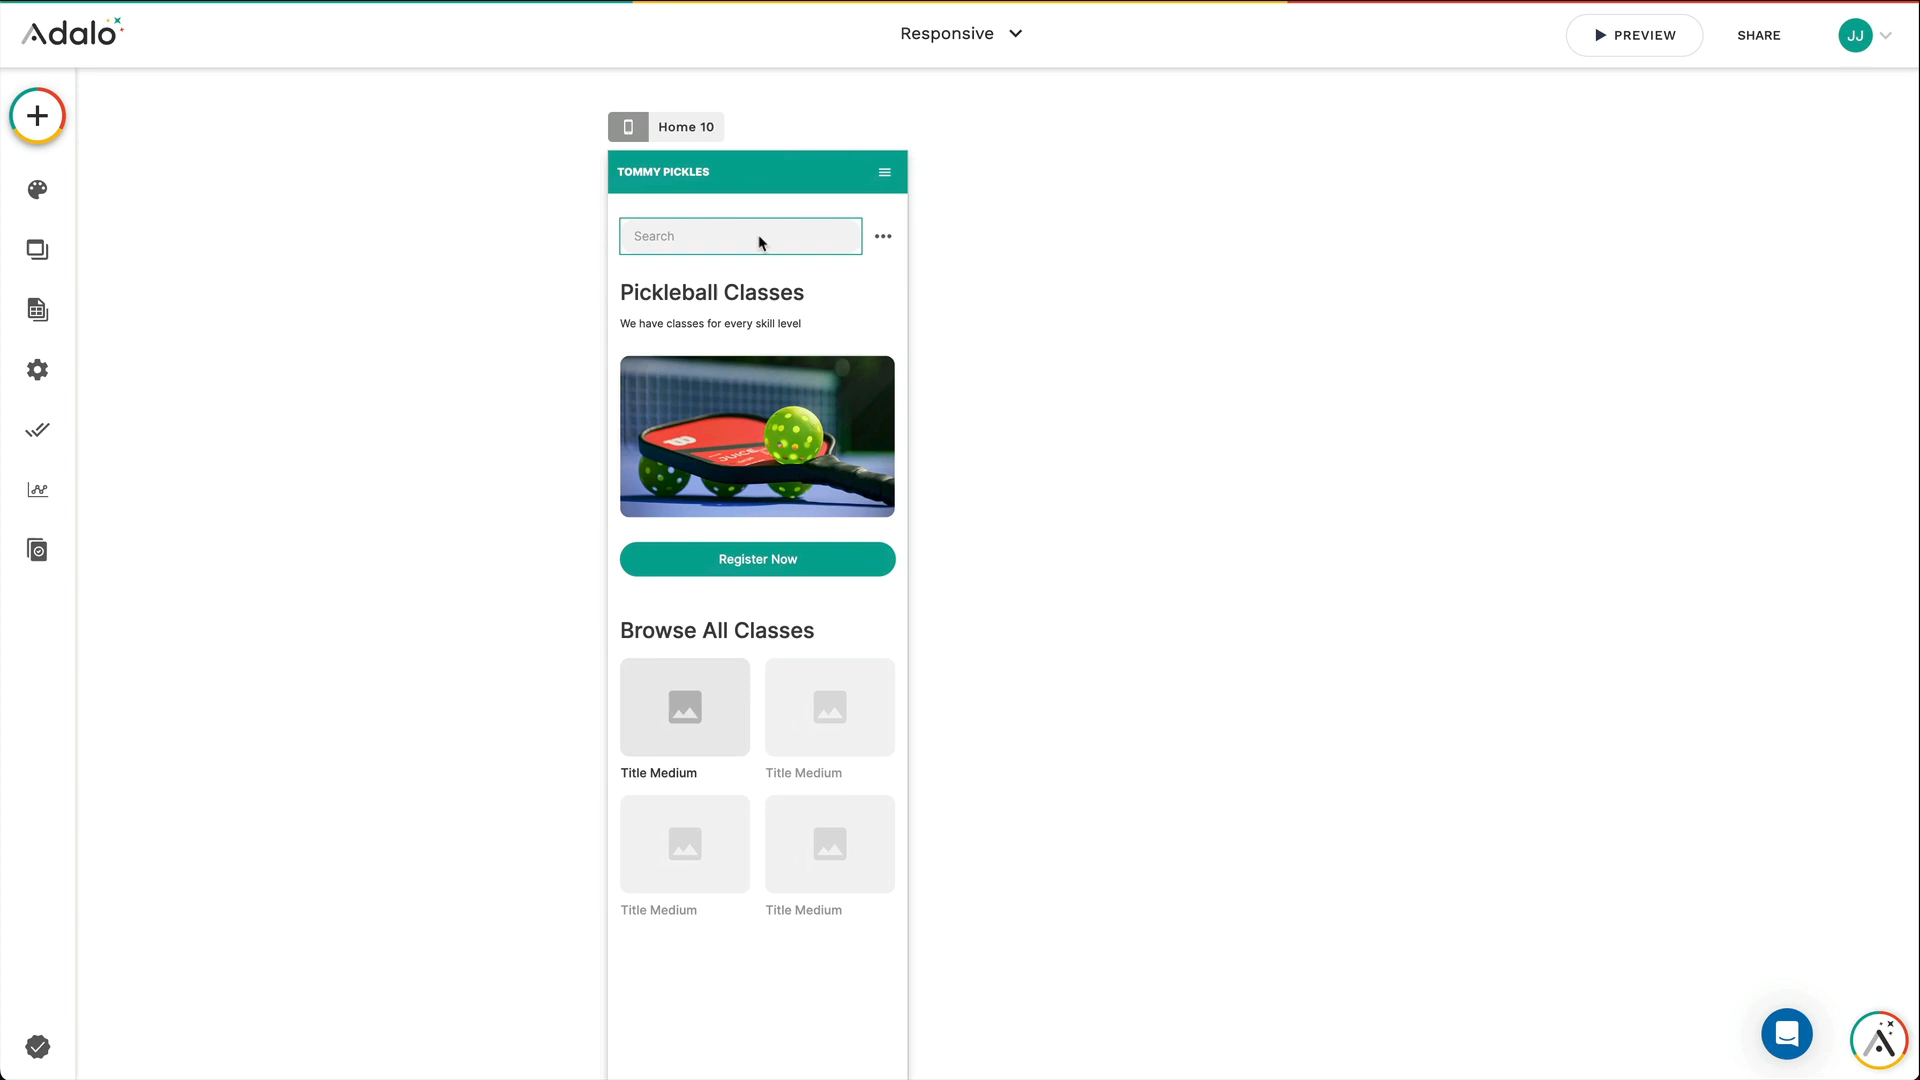 Adalo
Responsive
PREVIEW
SHARE
JJ
Home 10
TOMMY PICKLES
Search
Pickleball Classes
We have classes for every skill level
JUICE
Register Now
Browse All Classes
Title Medium
Title Medium
Title Medium
Title Medium